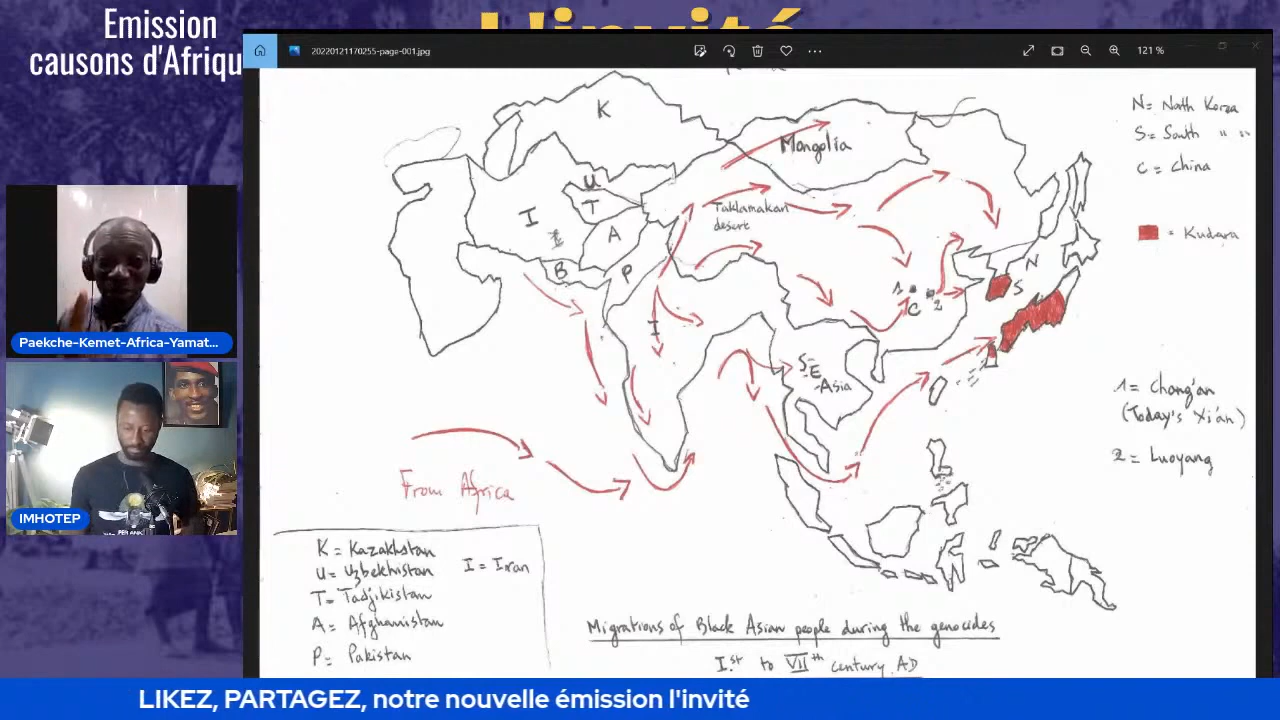 Emission
causons d'Afriqu
L'invité
20220121170255-page-001.jpg
121 %
N= North Korea
S= South " "
C = China
= Kudara
K
Mongolia
U
T
I
A
B
P
Taklamakan
desert
N
S
1
C
2
I
S-E
Asia
1= Chang'an
(Today's Xi'an)
2= Luoyang
From Africa
K = Kazakhstan
U= Uzbekhistan
T= Tadjikistan
A= Afghanistan
P= Pakistan
I = Iran
Migrations of Black Asian people during the genocides
I.st to VIIth century AD
Paekche-Kemet-Africa-Yamat...
IMHOTEP
LIKEZ, PARTAGEZ, notre nouvelle émission l'invité